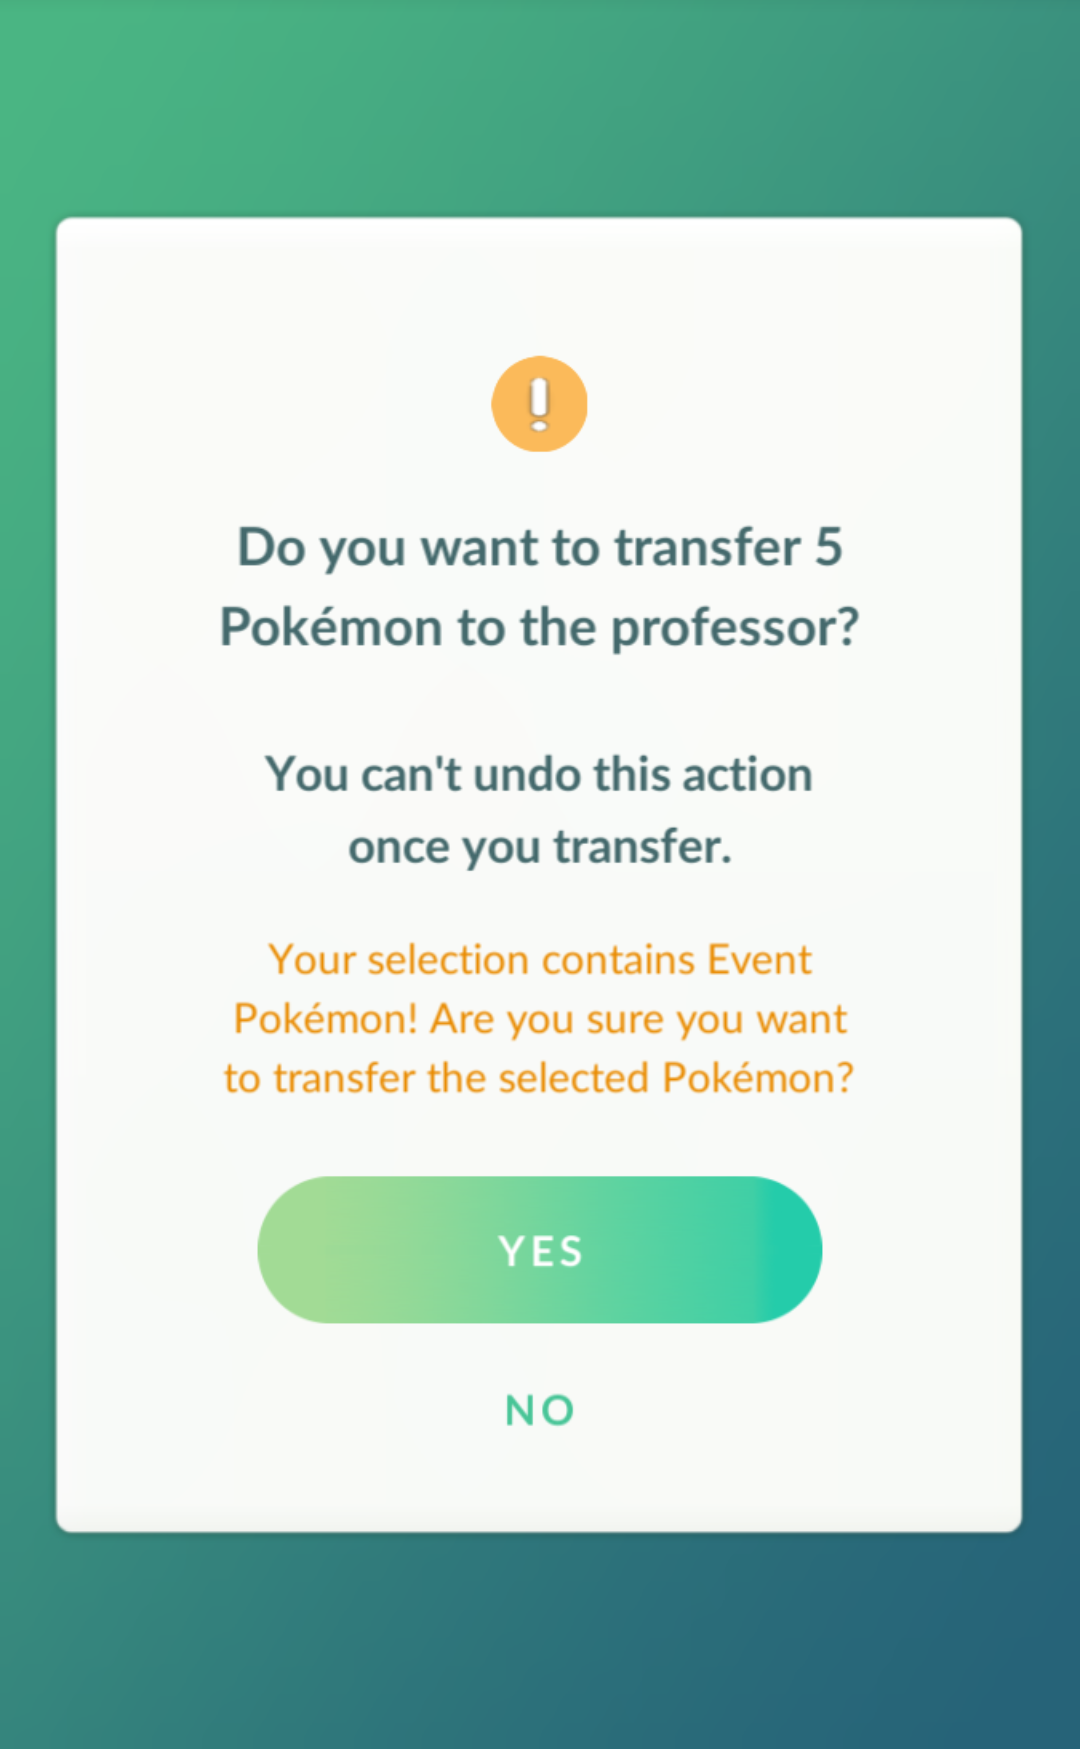 Do you want to transfer 5
Pokémon to the professor?
You can't undo this action
once you transfer.
Your selection contains Event
Pokémon! Are you sure you want
to transfer the selected Pokémon?
YES
NO